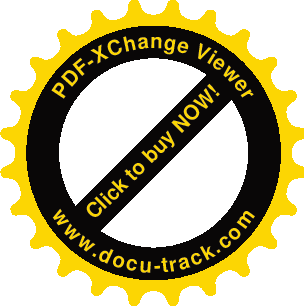 PDF-XChange Viewer
Click to buy NOW!
www.docu-track.com